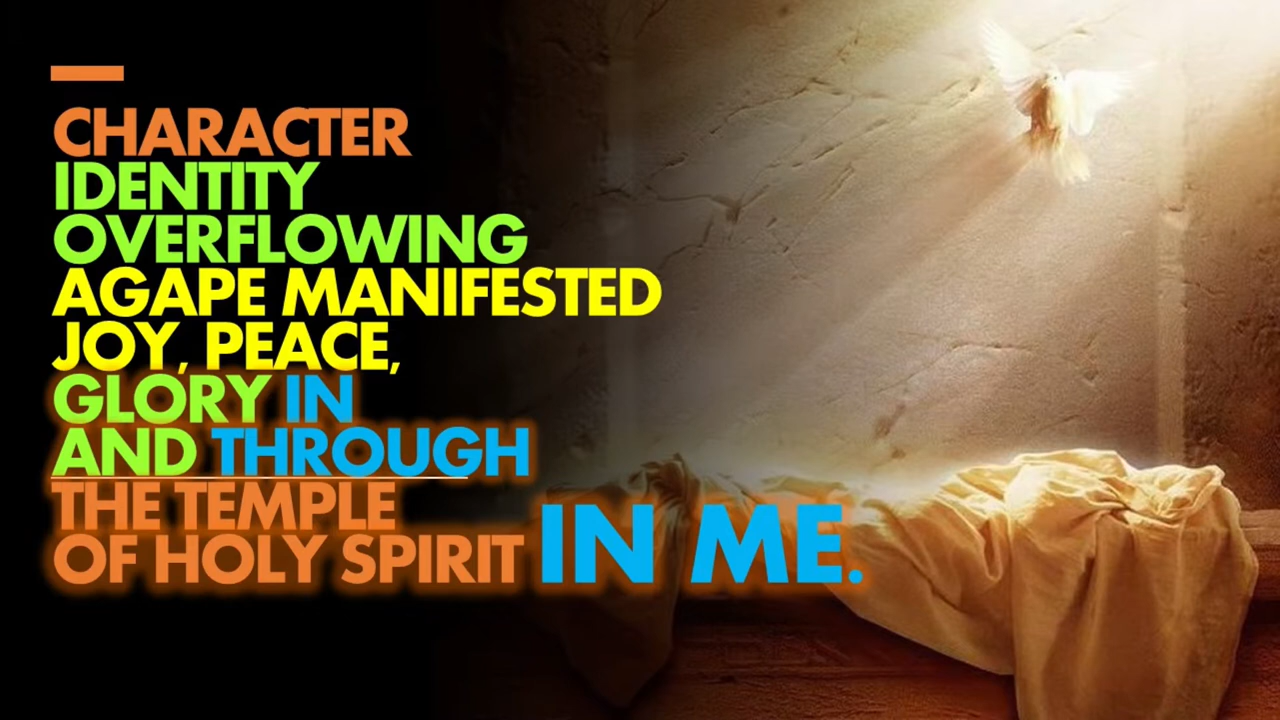 CHARACTER
IDENTITY
OVERFLOWING
AGAPE MANIFESTED
JOY, PEACE,
GLORY IN
AND THROUGH
THE TEMPLE
OF HOLY SPIRIT IN ME.